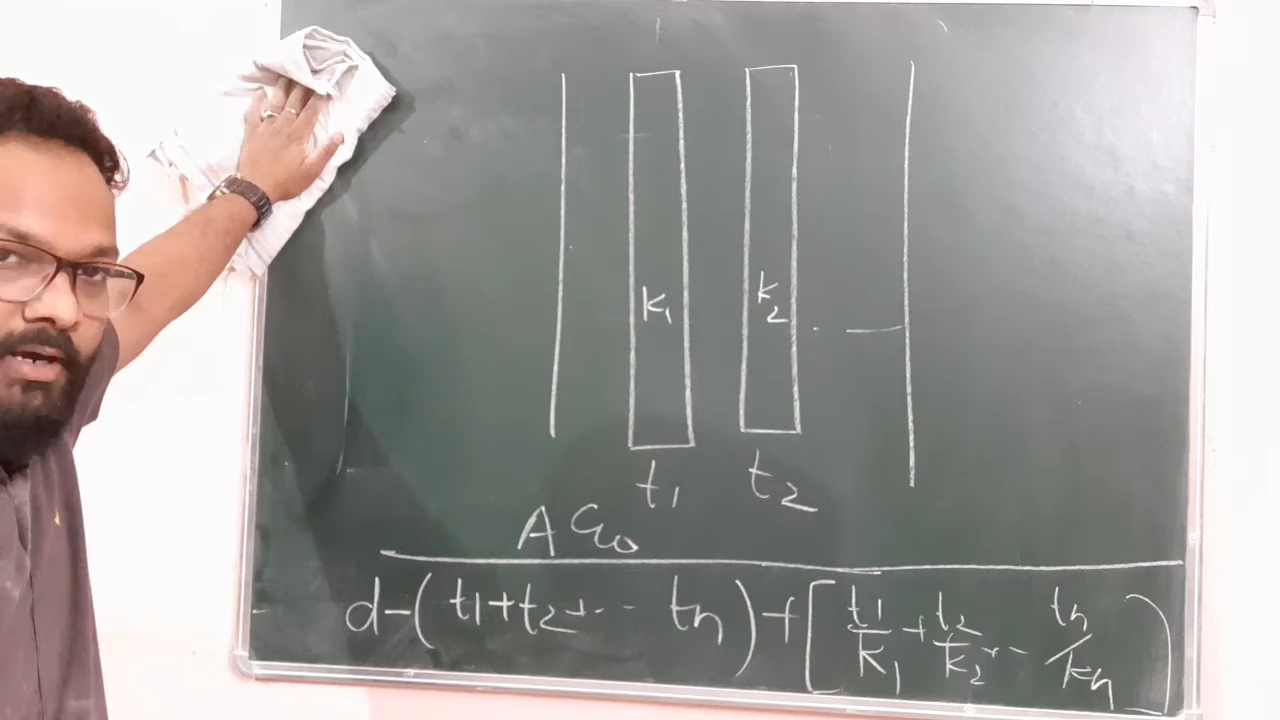 K₁ K₂
t₁ t₂
A ε₀
d-(t₁+t₂+-- tₙ)+[t₁/K₁+t₂/K₂-- tₙ/Kₙ]